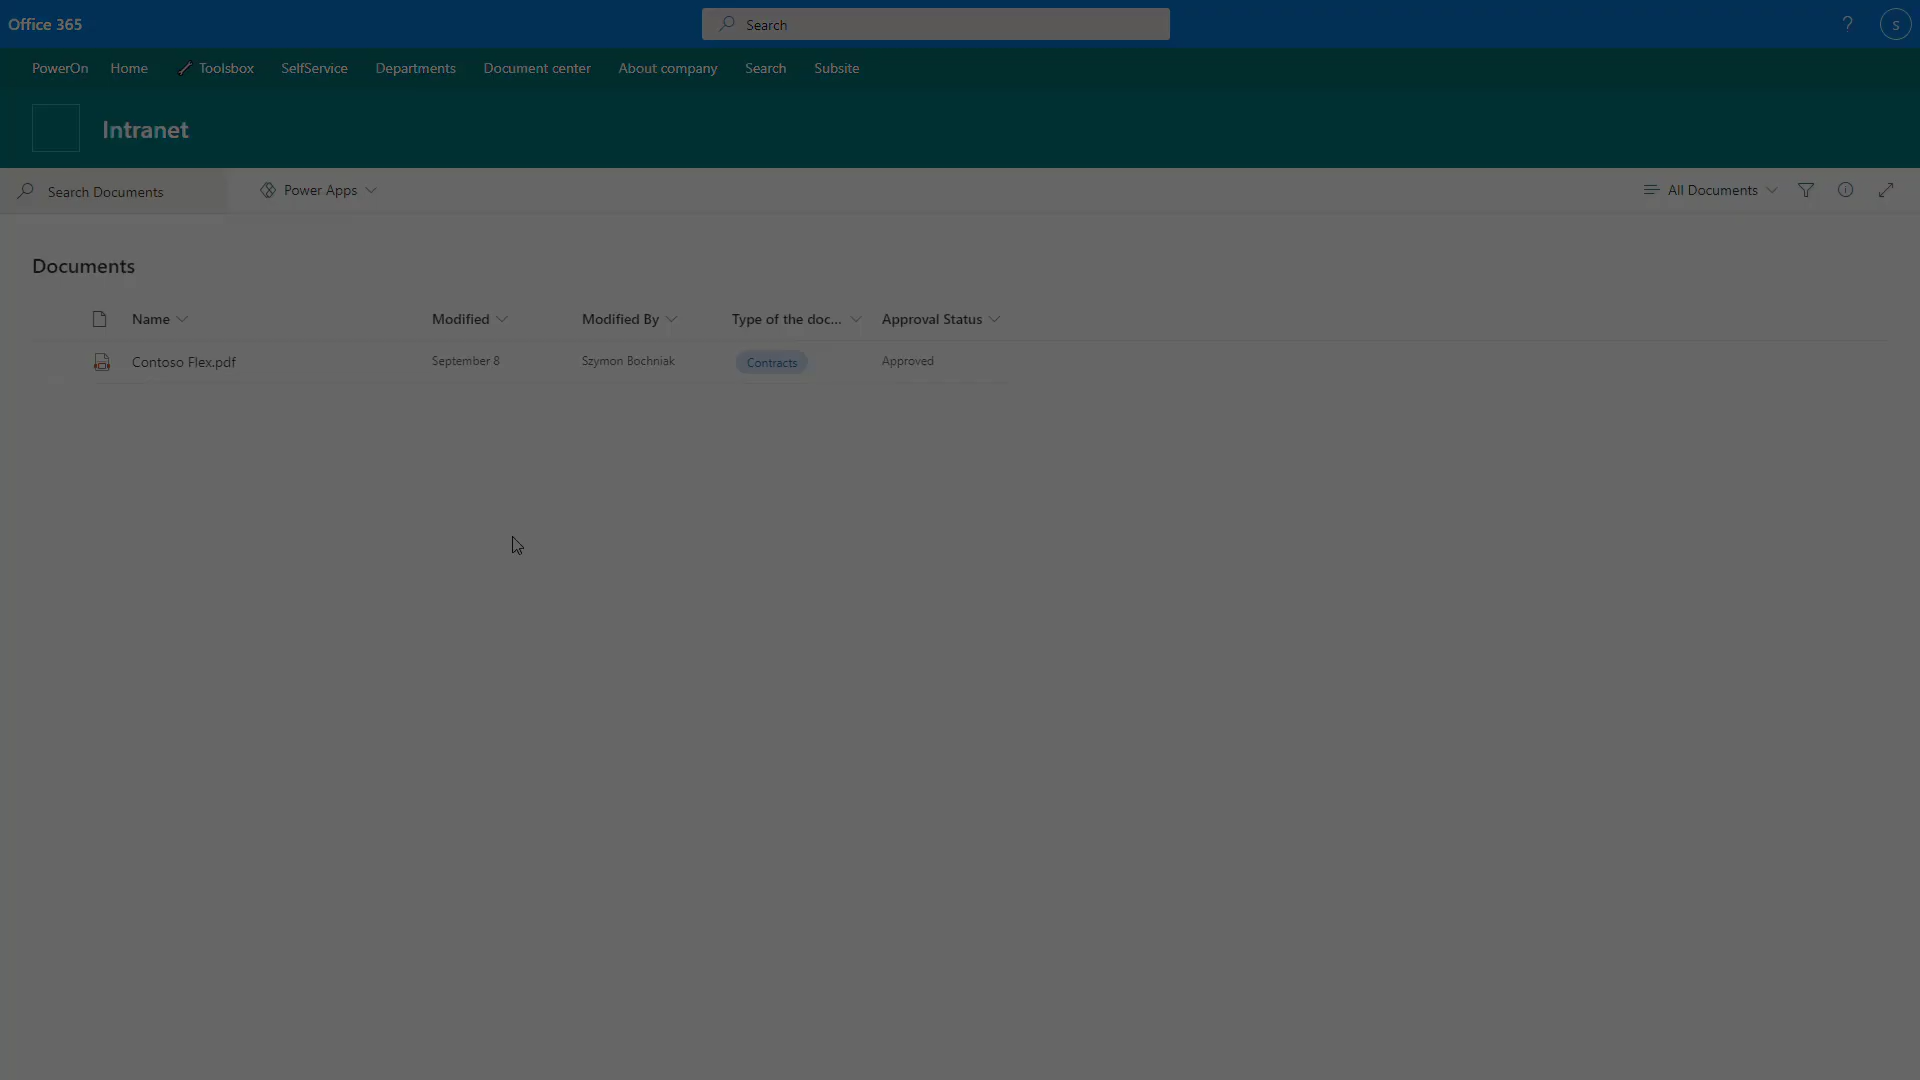 Office 365
Search
?
S
PowerOn Home Toolsbox SelfService Departments Document center About company Search Subsite
Intranet
Search Documents
Power Apps
All Documents
Documents
Name Modified Modified By Type of the doc... Approval Status
Contoso Flex.pdf September 8 Szymon Bochniak Contracts Approved